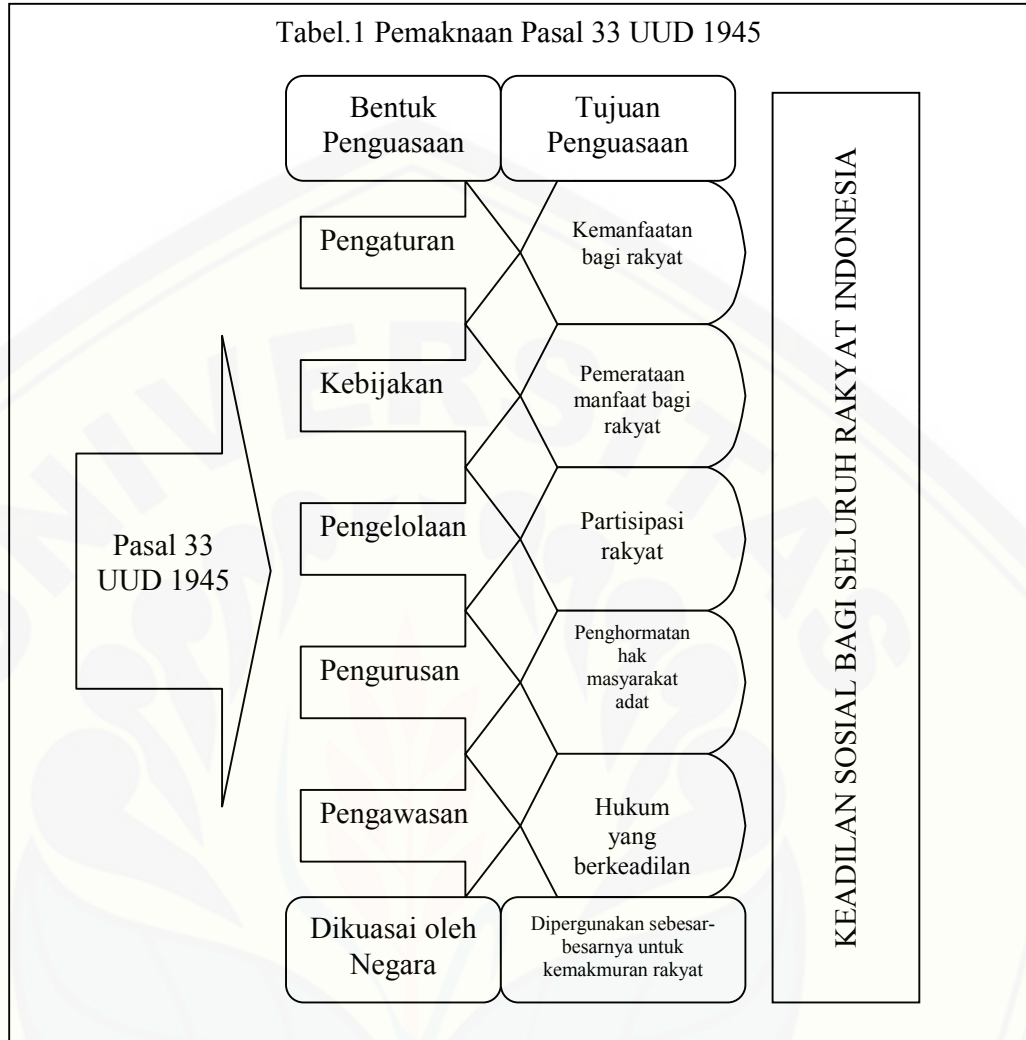 Tabel.1 Pemaknaan Pasal 33 UUD 1945
Bentuk
Penguasaan
Tujuan
Penguasaan
Pasal 33
UUD 1945
Pengaturan
Kemanfaatan
bagi rakyat
Kebijakan
Pemerataan
manfaat bagi
rakyat
Pengelolaan
Partisipasi
rakyat
Pengurusan
Penghormatan
hak
masyarakat
adat
Pengawasan
Hukum
yang
berkeadilan
Dikuasai oleh
Negara
Dipergunakan sebesar-
besarnya untuk
kemakmuran rakyat
KEADILAN SOSIAL BAGI SELURUH RAKYAT INDONESIA
UNIVERSITAS